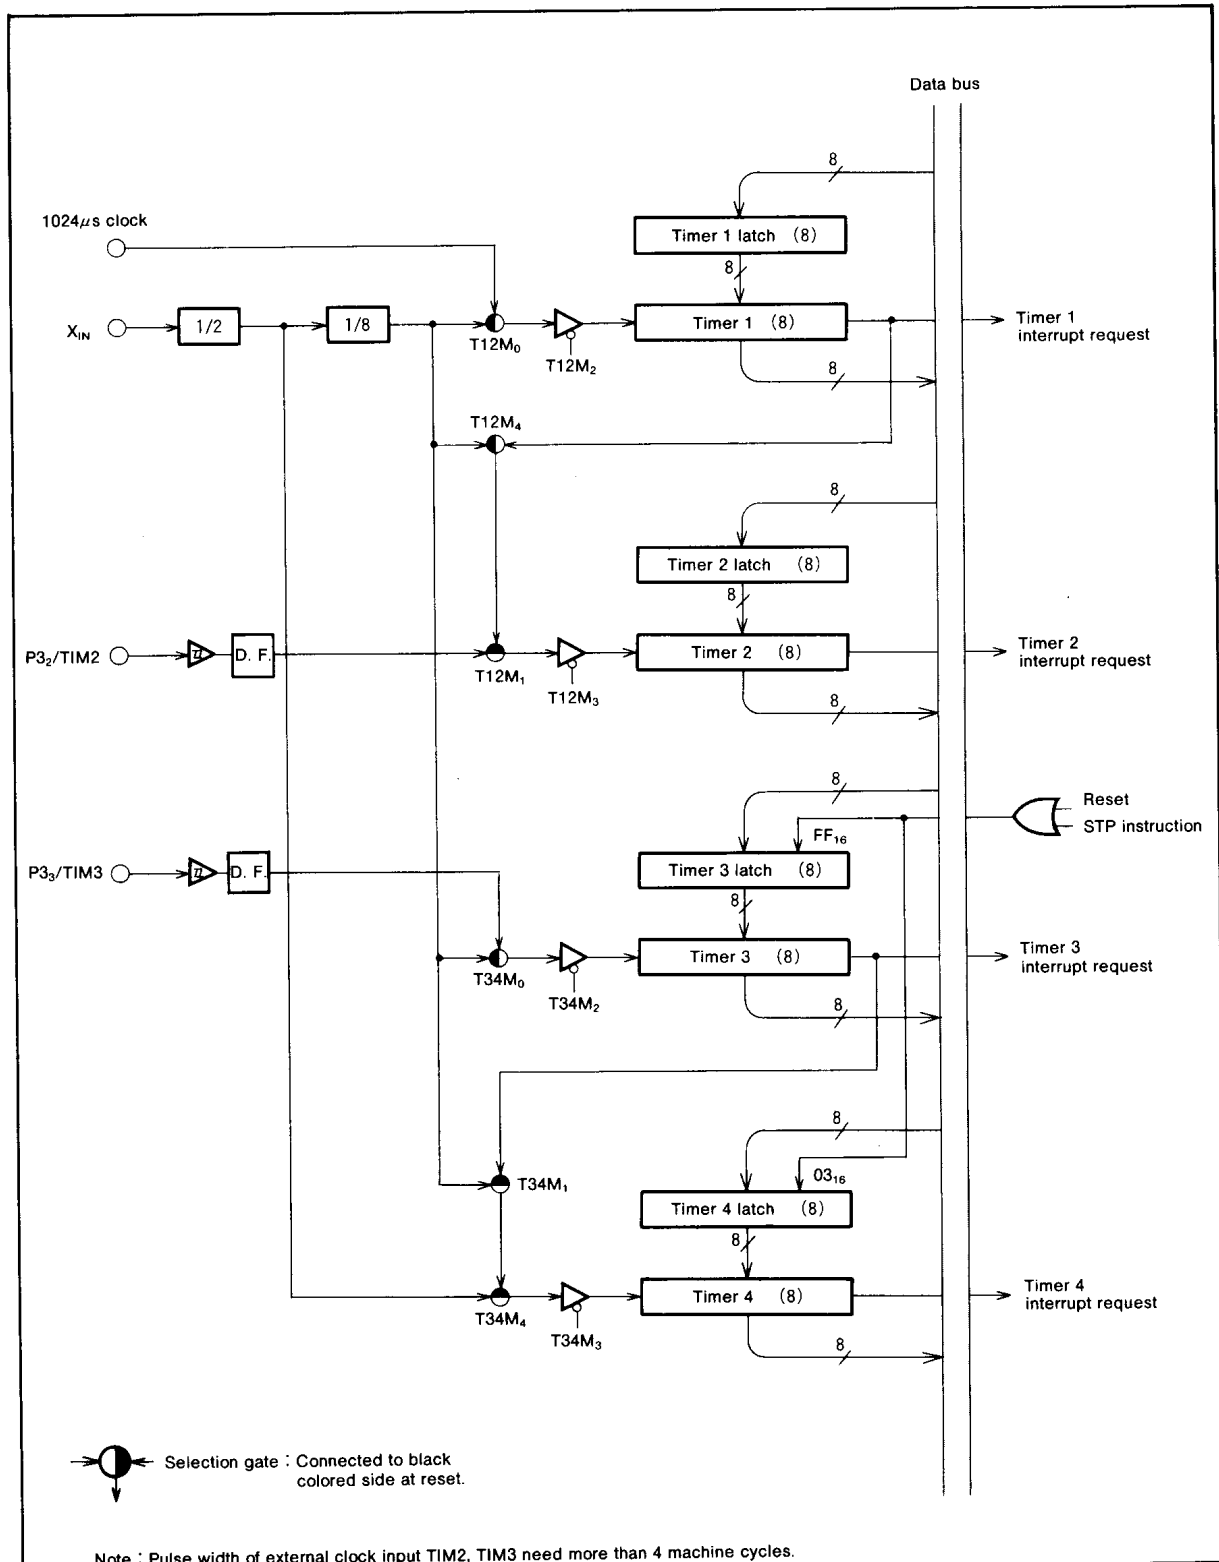 Data bus
8
1024μs clock
Timer 1 latch (8)
8
X_IN
1/2
1/8
T12M₀
T12M₂
Timer 1 (8)
Timer 1
interrupt request
8
T12M₄
8
Timer 2 latch (8)
8
P3₂/TIM2
D. F.
T12M₁
T12M₃
Timer 2 (8)
Timer 2
interrupt request
8
8
Reset
STP instruction
FF₁₆
P3₃/TIM3
D. F.
Timer 3 latch (8)
8
T34M₀
T34M₂
Timer 3 (8)
Timer 3
interrupt request
8
8
03₁₆
T34M₁
Timer 4 latch (8)
8
T34M₄
T34M₃
Timer 4 (8)
Timer 4
interrupt request
8
Selection gate : Connected to black
colored side at reset.
Note : Pulse width of external clock input TIM2, TIM3 need more than 4 machine cycles.